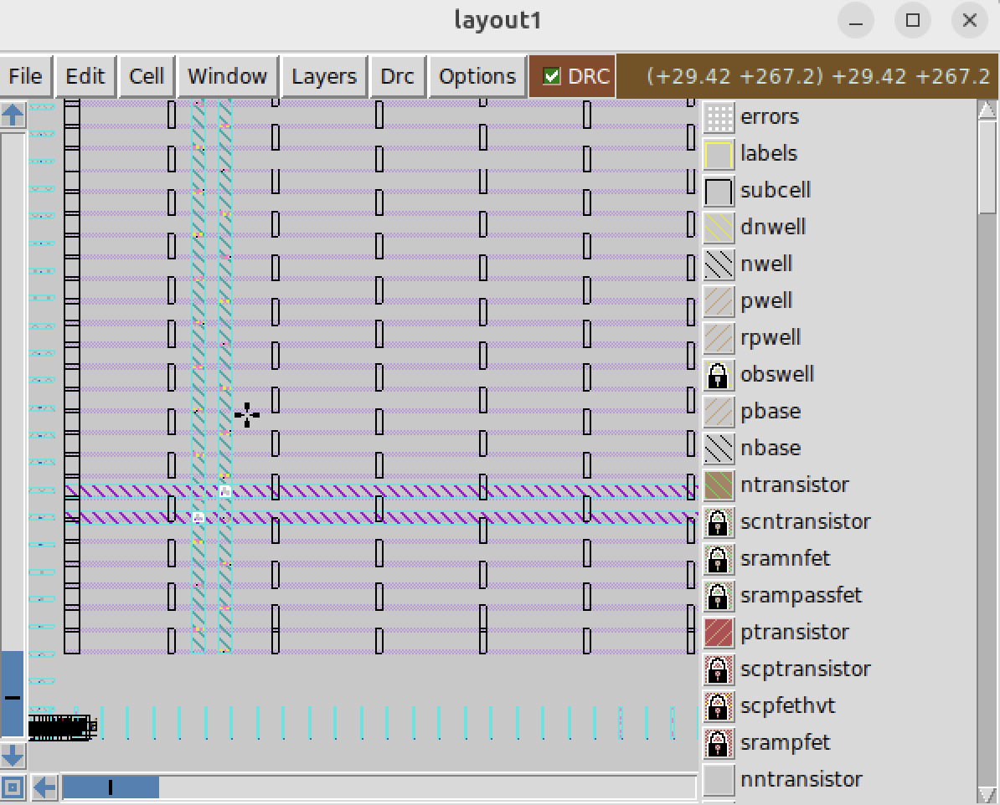 layout1
File Edit Cell Window Layers Drc Options DRC (+29.42 +267.2) +29.42 +267.2
errors
labels
subcell
dnwell
nwell
pwell
rpwell
obswell
pbase
nbase
ntransistor
scntransistor
sramnfet
srampassfet
ptransistor
scptransistor
scpfethvt
srampfet
nntransistor